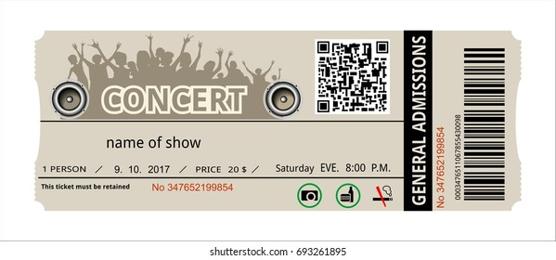 CONCERT
name of show
1 PERSON / 9. 10. 2017 / PRICE 20 $ / Saturday EVE. 8:00 P.M.
This ticket must be retained No 347652199854
GENERAL ADMISSIONS
No 347652199854
0003476511067855430098
shutterstock.com · 693261895